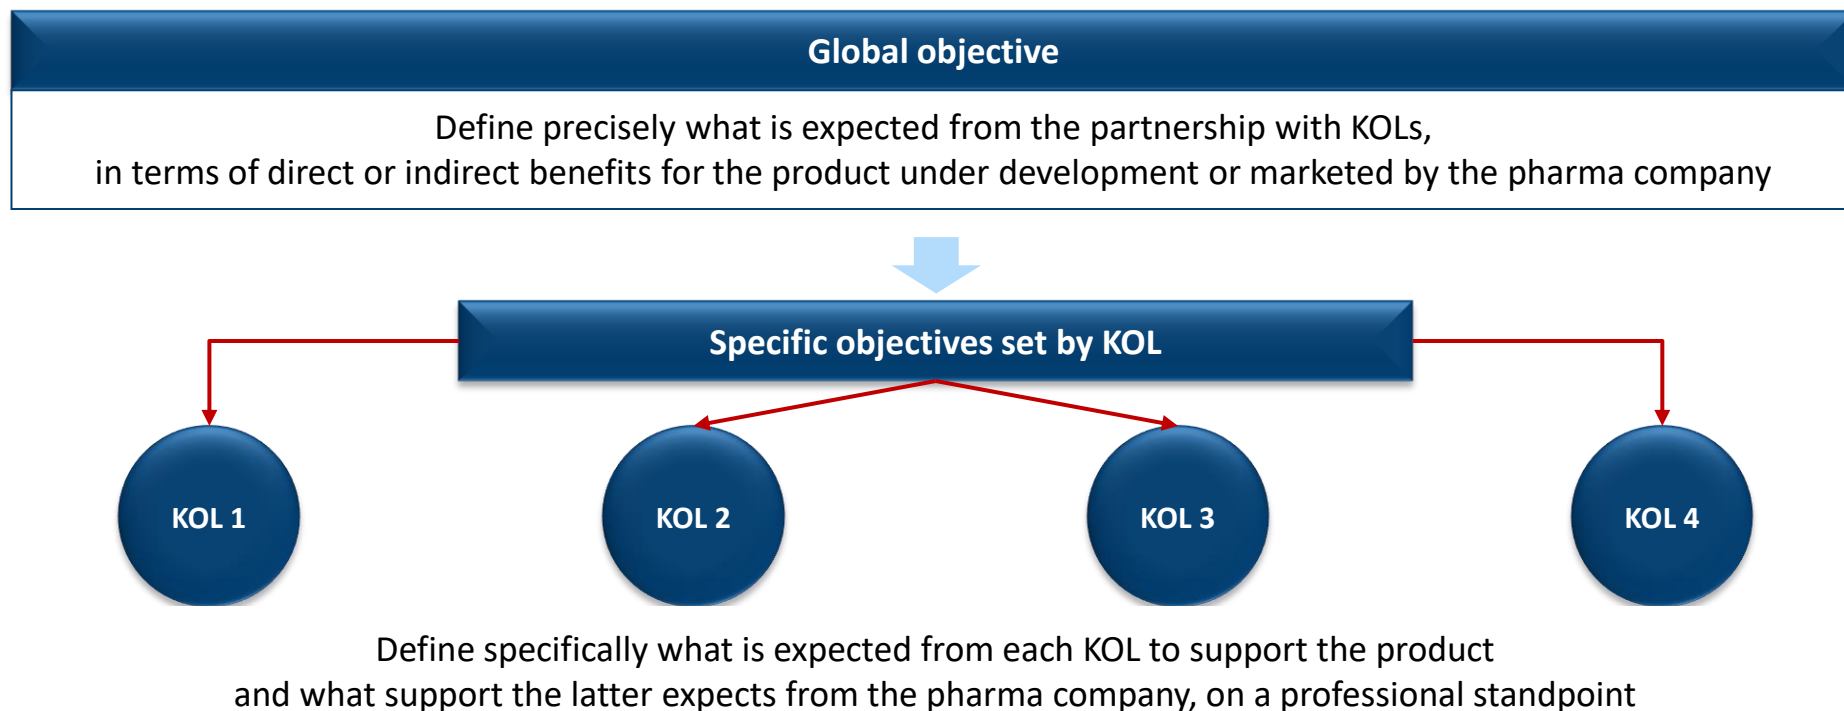 Global objective
Define precisely what is expected from the partnership with KOLs,
in terms of direct or indirect benefits for the product under development or marketed by the pharma company
Specific objectives set by KOL
KOL 1
KOL 2
KOL 3
KOL 4
Define specifically what is expected from each KOL to support the product
and what support the latter expects from the pharma company, on a professional standpoint